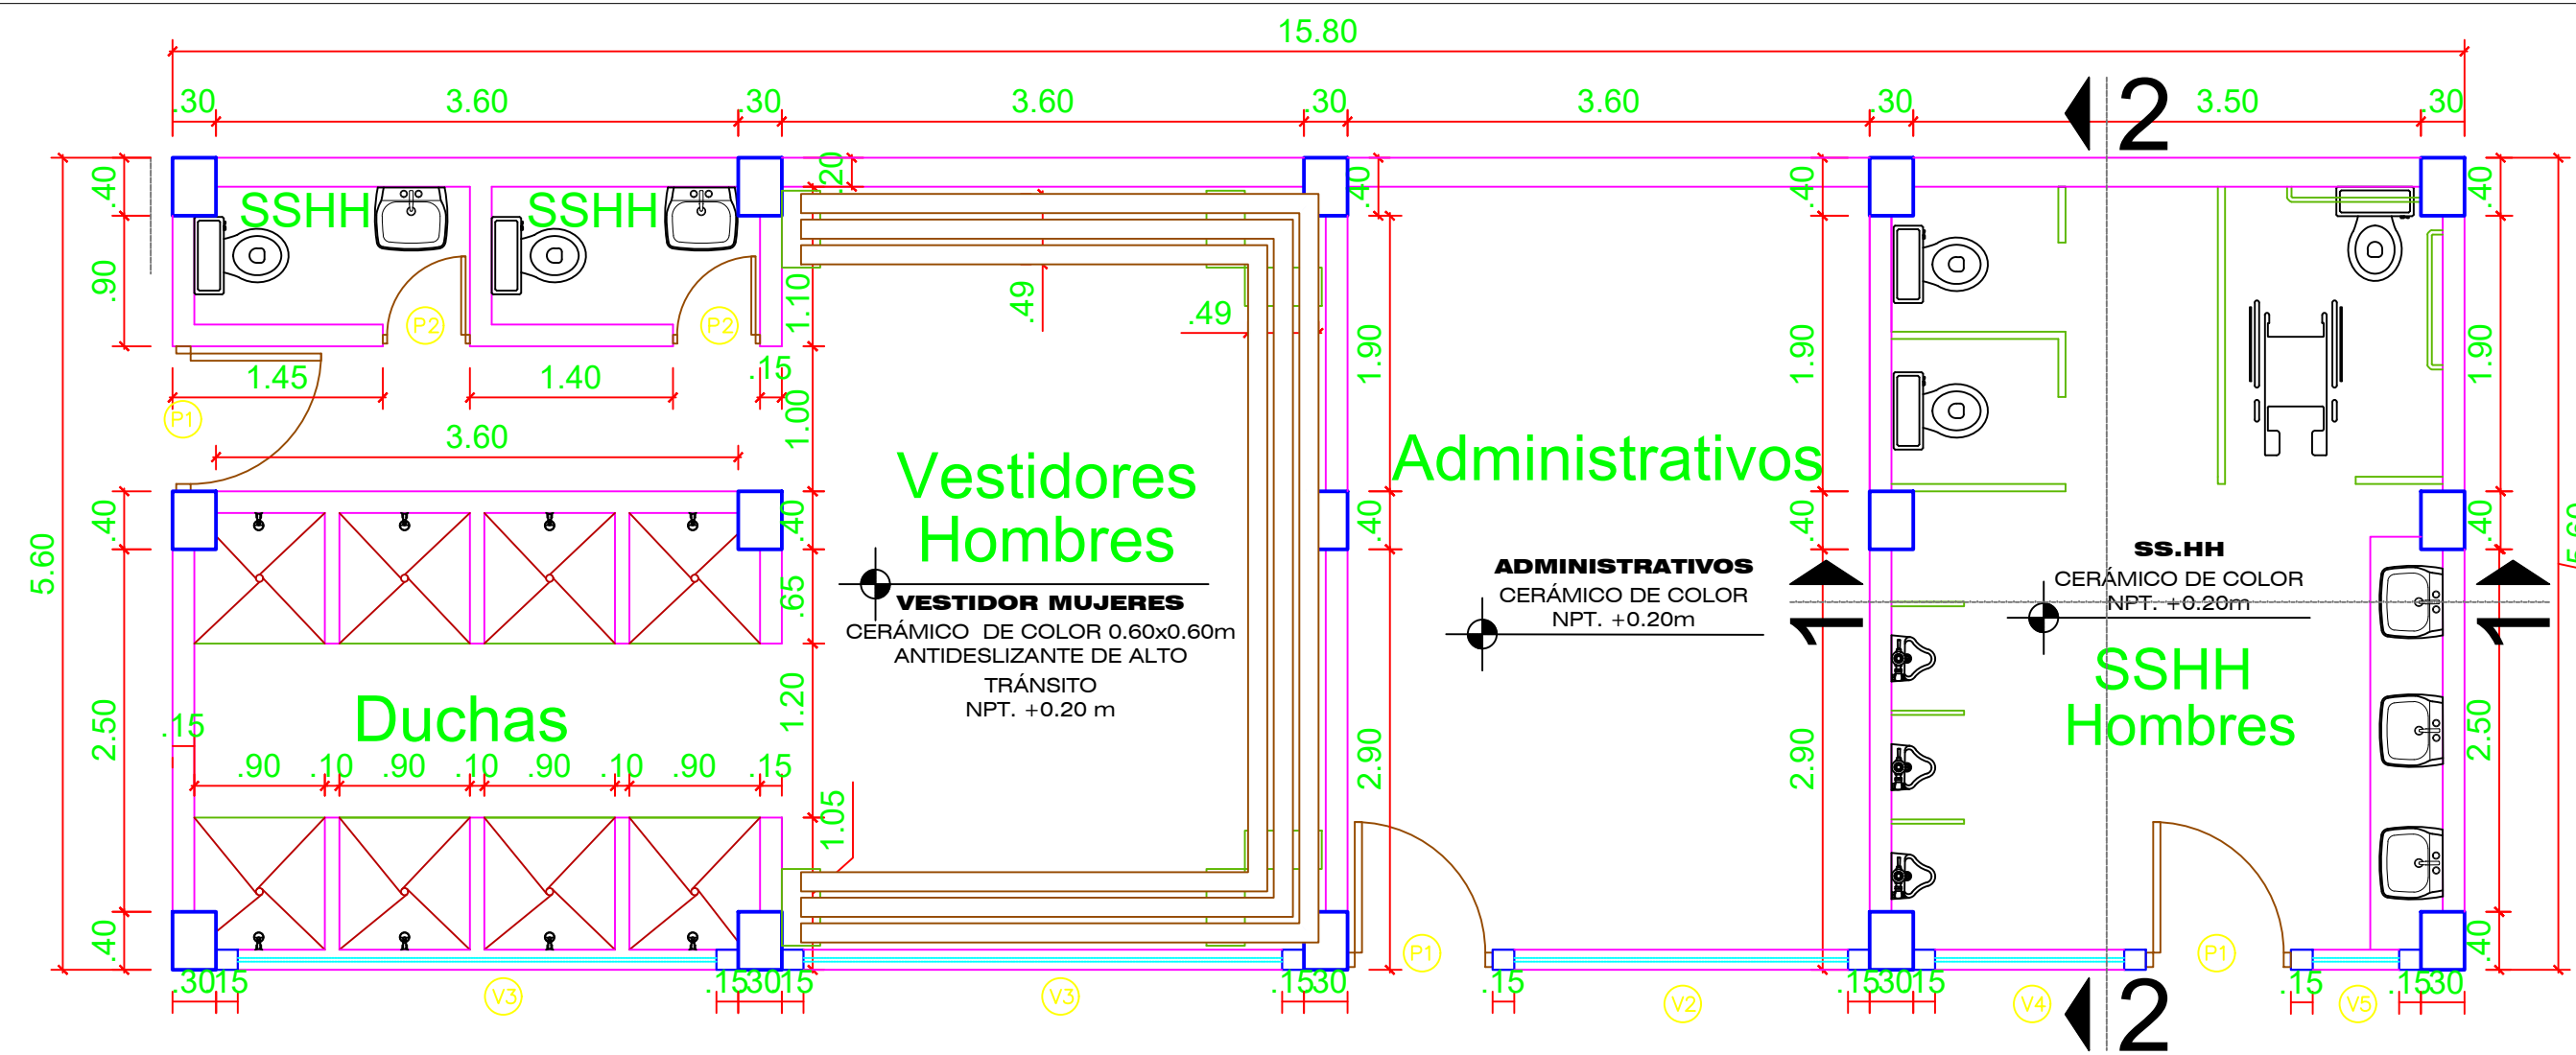 15.80
.30 3.60 .30 3.60 .30 3.60 .30 2 3.50 .30
.40 .20 .40 .40 .40
SSHH SSHH
.90 1.10 .49 .49 1.90 1.90 1.90
P2 P2
1.45 1.40 .15
P1 1.00
3.60
Vestidores
Hombres
Administrativos
.40 .40 .40 .40 .40
5.60
.65
VESTIDOR MUJERES
CERÁMICO DE COLOR 0.60x0.60m
ANTIDESLIZANTE DE ALTO
TRÁNSITO
NPT. +0.20 m
ADMINISTRATIVOS
CERÁMICO DE COLOR
NPT. +0.20m
SS.HH
CERÁMICO DE COLOR
NPT. +0.20m
1 1
SSHH
Hombres
Duchas
2.50 .15 1.20 2.90 2.90 2.50
.90 .10 .90 .10 .90 .10 .90 .15
1.05
.40 .40
P1 P1
.30 15 .15 30 15 .15 30 .15 .15 30 15 .15 .15 30
V3 V3 V2 V4 2 V5